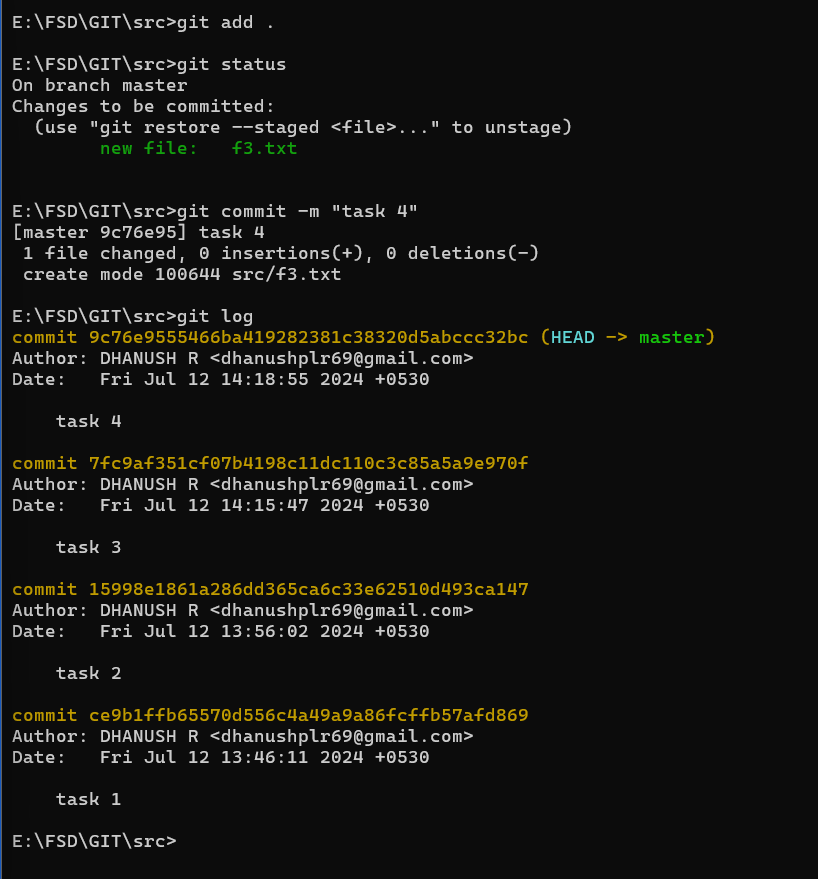 E:\FSD\GIT\src>git add .
E:\FSD\GIT\src>git status
On branch master
Changes to be committed:
  (use "git restore --staged <file>..." to unstage)
        new file:   f3.txt
E:\FSD\GIT\src>git commit -m "task 4"
[master 9c76e95] task 4
 1 file changed, 0 insertions(+), 0 deletions(-)
 create mode 100644 src/f3.txt
E:\FSD\GIT\src>git log
commit 9c76e9555466ba419282381c38320d5abccc32bc (HEAD -> master)
Author: DHANUSH R <dhanushplr69@gmail.com>
Date:   Fri Jul 12 14:18:55 2024 +0530
    task 4
commit 7fc9af351cf07b4198c11dc110c3c85a5a9e970f
Author: DHANUSH R <dhanushplr69@gmail.com>
Date:   Fri Jul 12 14:15:47 2024 +0530
    task 3
commit 15998e1861a286dd365ca6c33e62510d493ca147
Author: DHANUSH R <dhanushplr69@gmail.com>
Date:   Fri Jul 12 13:56:02 2024 +0530
    task 2
commit ce9b1ffb65570d556c4a49a9a86fcffb57afd869
Author: DHANUSH R <dhanushplr69@gmail.com>
Date:   Fri Jul 12 13:46:11 2024 +0530
    task 1
E:\FSD\GIT\src>